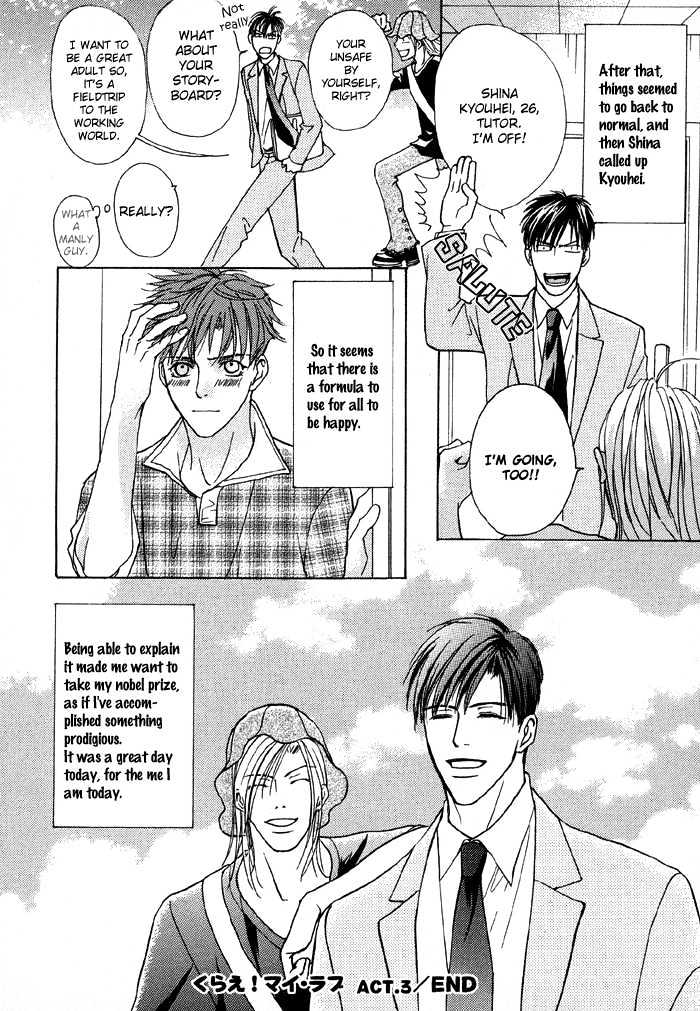 After that,
things seemed
to go back to
normal, and
then Shina
called up
Kyouhei.
SHINA
KYOUHEI, 26,
TUTOR.
I'M OFF!
SALUTE
I'M GOING,
TOO!!
YOUR
UNSAFE
BY
YOURSELF,
RIGHT?
Not
really
WHAT
ABOUT
YOUR
STORY-
BOARD?
I WANT TO
BE A GREAT
ADULT SO,
IT'S A
FIELDTRIP
TO THE
WORKING
WORLD.
REALLY?
WHAT
A
MANLY
GUY.
So it seems
that there is
a formula to
use for all to
be happy.
Being able to explain
it made me want to
take my nobel prize,
as if I've accom-
plished something
prodigious.
It was a great day
today, for the me I
am today.
くらえ!マイ・ラブ ACT.3/END